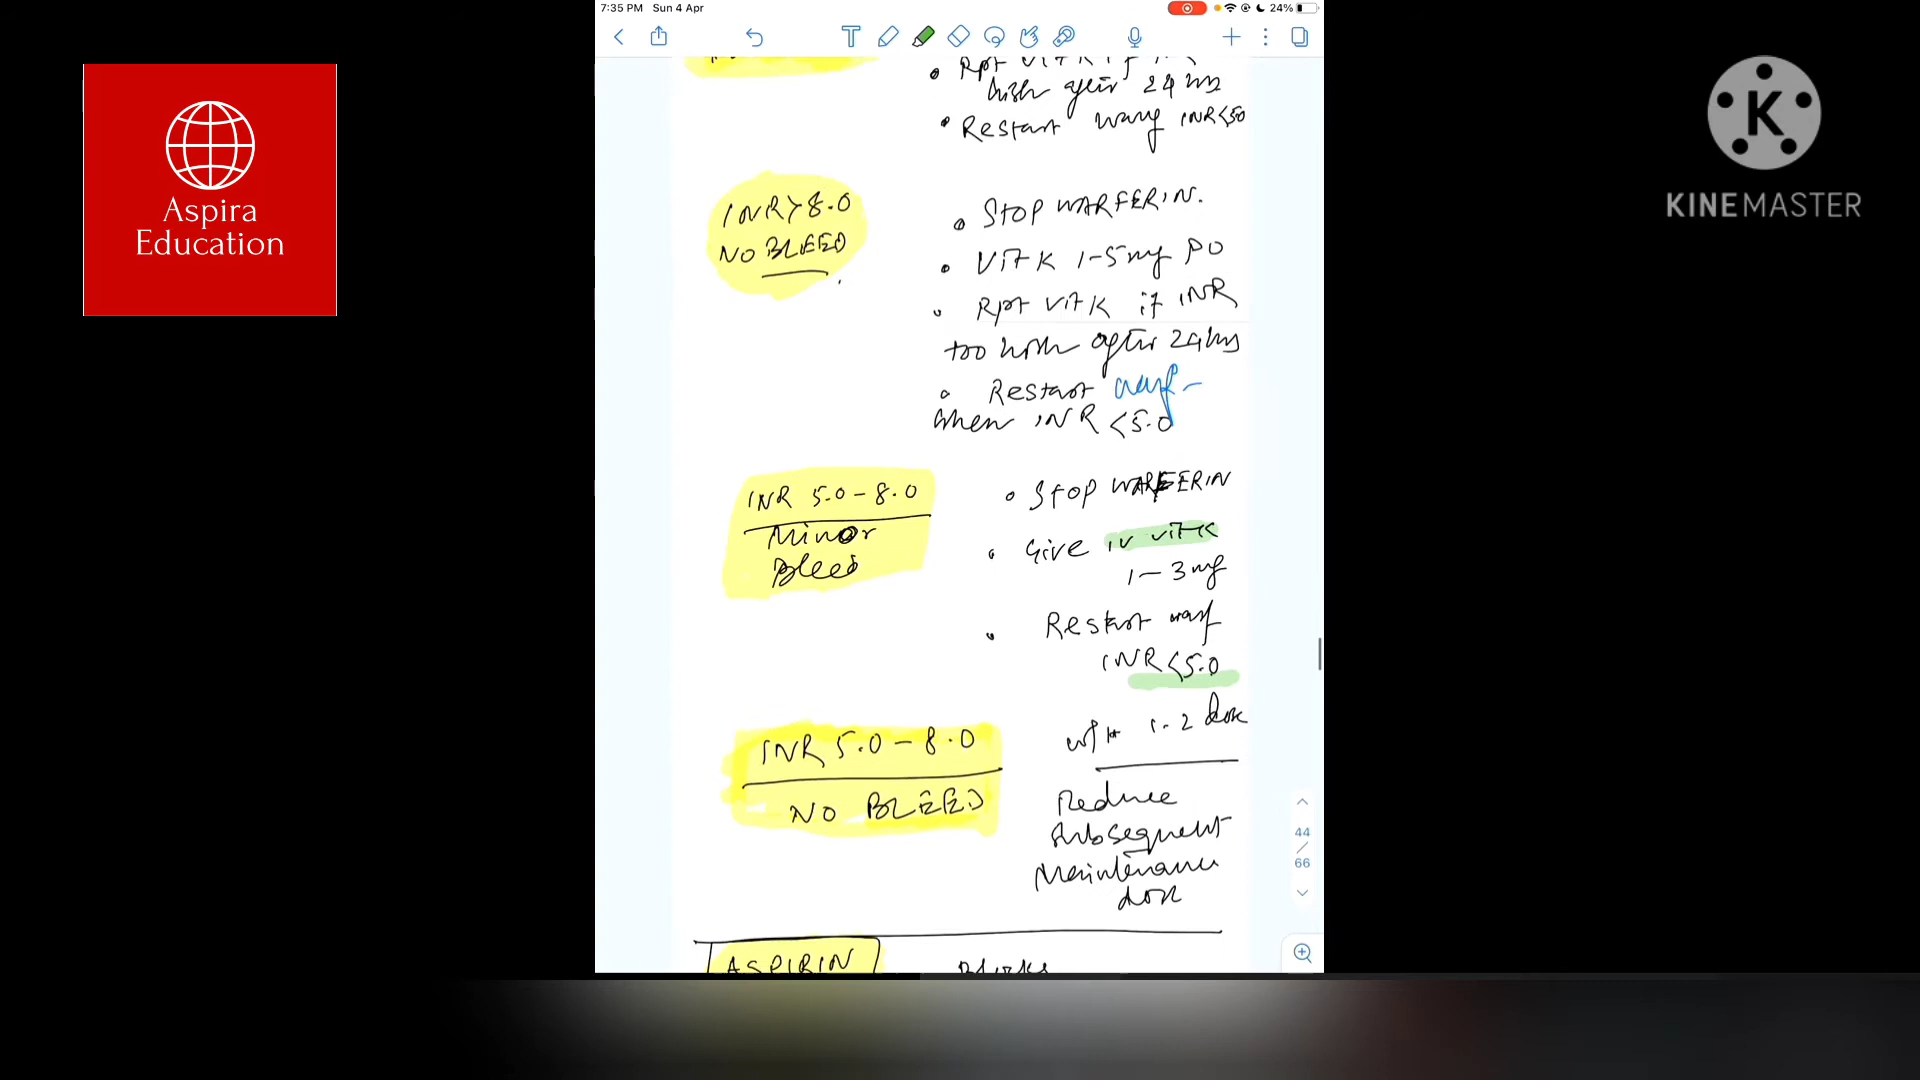 7:35 PM Sun 4 Apr
24%
Aspira
Education
KINEMASTER
K
after 24 hrs
• Restart warf INR<5.0
INR>8.0
NO BLEED
• STOP WARFERIN.
• Vit K 1-5mg PO
• Rpt Vit K if INR
too high after 24hrs
• Restart warf-
when INR <5.0
INR 5.0-8.0
Minor
Bleed
• STOP WARFERIN
• Give IV Vit K
1-3mg
• Restart warf
INR<5.0
INR 5.0-8.0
NO BLEED
w/H 1-2 dose
Reduce
subsequent
Maintenance
dose
44
66
ASPIRIN
Blocks